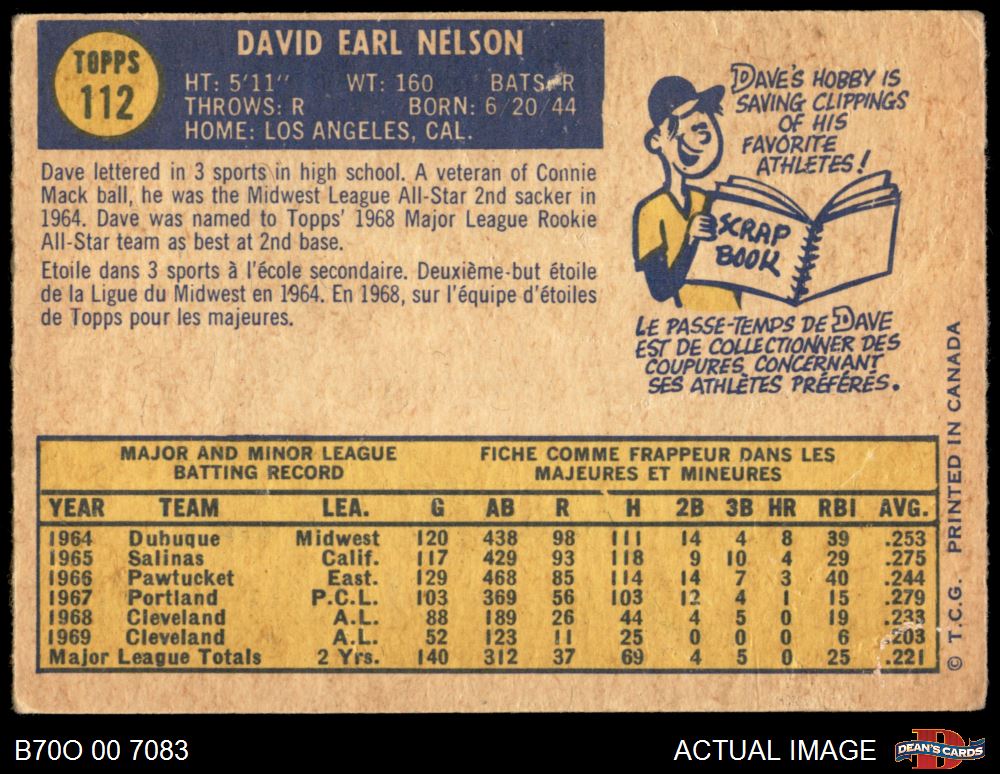 TOPPS
112
DAVID EARL NELSON
HT: 5'11" WT: 160 BATS: R
THROWS: R BORN: 6/20/44
HOME: LOS ANGELES, CAL.
Dave lettered in 3 sports in high school. A veteran of Connie
Mack ball, he was the Midwest League All-Star 2nd sacker in
1964. Dave was named to Topps' 1968 Major League Rookie
All-Star team as best at 2nd base.
Etoile dans 3 sports à l'école secondaire. Deuxième-but étoile
de la Ligue du Midwest en 1964. En 1968, sur l'équipe d'étoiles
de Topps pour les majeures.
DAVE'S HOBBY IS
SAVING CLIPPINGS
OF HIS
FAVORITE
ATHLETES!
SCRAP
BOOK
LE PASSE-TEMPS DE DAVE
EST DE COLLECTIONNER DES
COUPURES CONCERNANT
SES ATHLÈTES PRÉFÉRÉS.
MAJOR AND MINOR LEAGUE
BATTING RECORD
FICHE COMME FRAPPEUR DANS LES
MAJEURES ET MINEURES
YEAR TEAM LEA. G AB R H 2B 3B HR RBI AVG.
1964 Dubuque Midwest 120 438 98 111 14 4 8 39 .253
1965 Salinas Calif. 117 429 93 118 9 10 4 29 .275
1966 Pawtucket East. 129 468 85 114 14 7 3 40 .244
1967 Portland P.C.L. 103 369 56 103 12 4 1 15 .279
1968 Cleveland A.L. 88 189 26 44 4 5 0 19 .233
1969 Cleveland A.L. 52 123 11 25 0 0 0 6 .203
Major League Totals 2 Yrs. 140 312 37 69 4 5 0 25 .221
© T.C.G. PRINTED IN CANADA
B70O 00 7083
ACTUAL IMAGE
D
DEAN'S CARDS